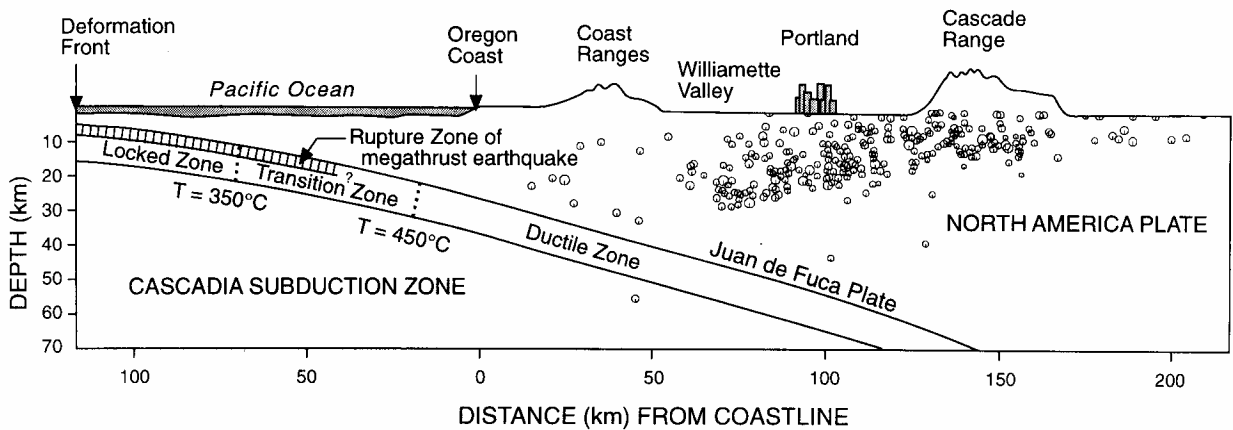 Deformation
Front
Oregon
Coast
Coast
Ranges
Portland
Cascade
Range
Williamette
Valley
Pacific Ocean
Rupture Zone of
megathrust earthquake
Locked Zone
Transition Zone
?
T = 350°C
T = 450°C
Ductile Zone
Juan de Fuca Plate
NORTH AMERICA PLATE
CASCADIA SUBDUCTION ZONE
DEPTH (km)
10
20
30
40
50
60
70
100
50
0
50
100
150
200
DISTANCE (km) FROM COASTLINE